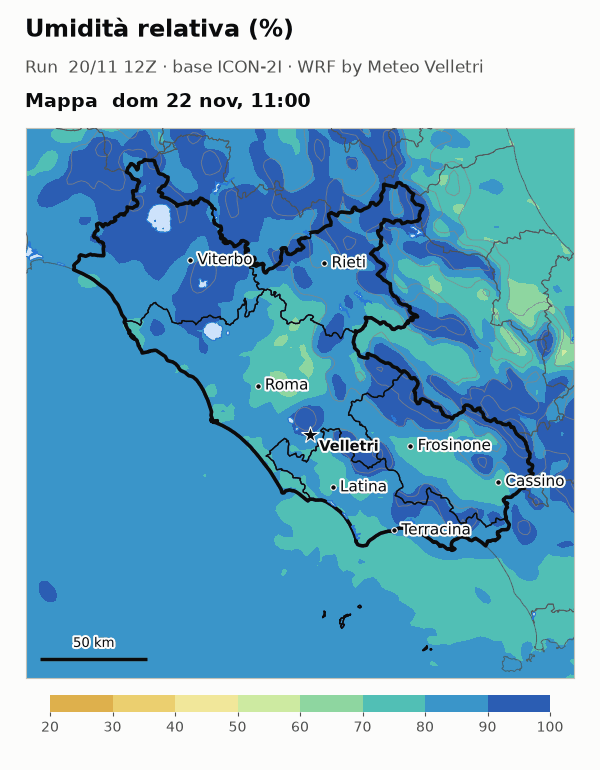 Umidità relativa (%)
Run 20/11 12Z · base ICON-2I · WRF by Meteo Velletri
Mappa dom 22 nov, 11:00
Viterbo
Rieti
Roma
Velletri
Frosinone
Cassino
Latina
Terracina
50 km
20 30 40 50 60 70 80 90 100